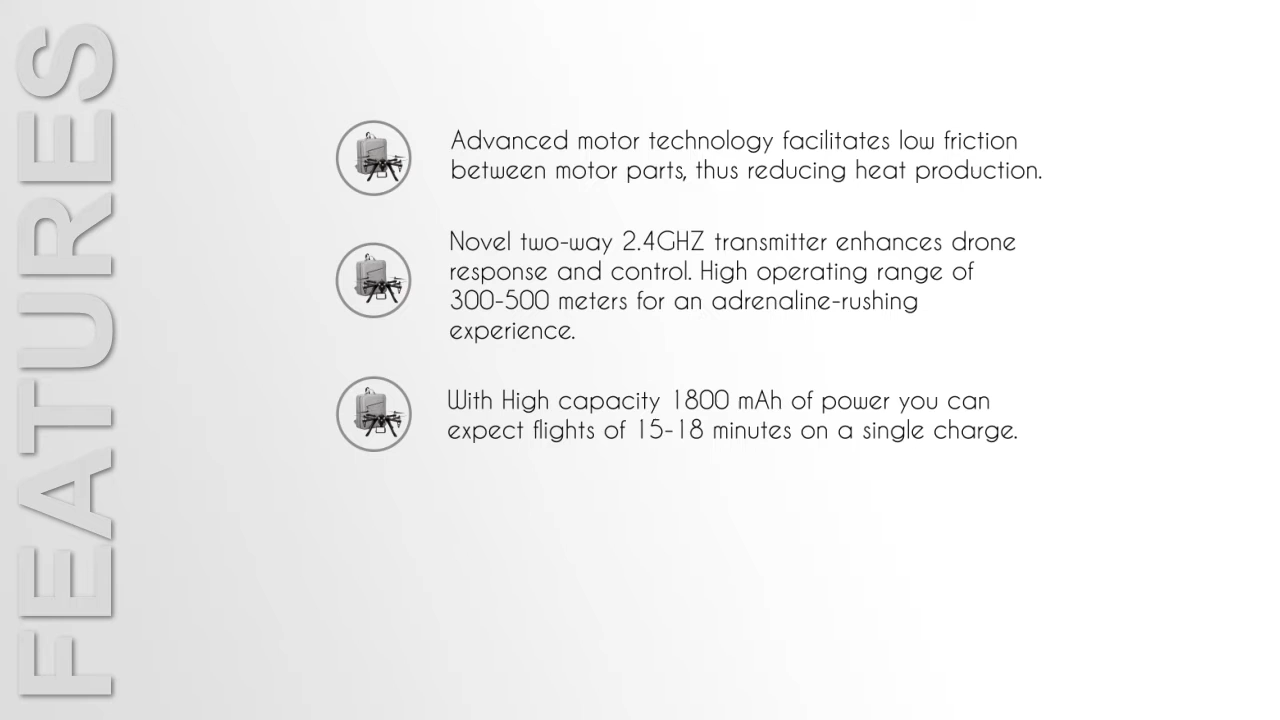 FEATURES
Advanced motor technology facilitates low friction
between motor parts, thus reducing heat production.
Novel two-way 2.4GHZ transmitter enhances drone
response and control. High operating range of
300-500 meters for an adrenaline-rushing
experience.
With High capacity 1800 mAh of power you can
expect flights of 15-18 minutes on a single charge.